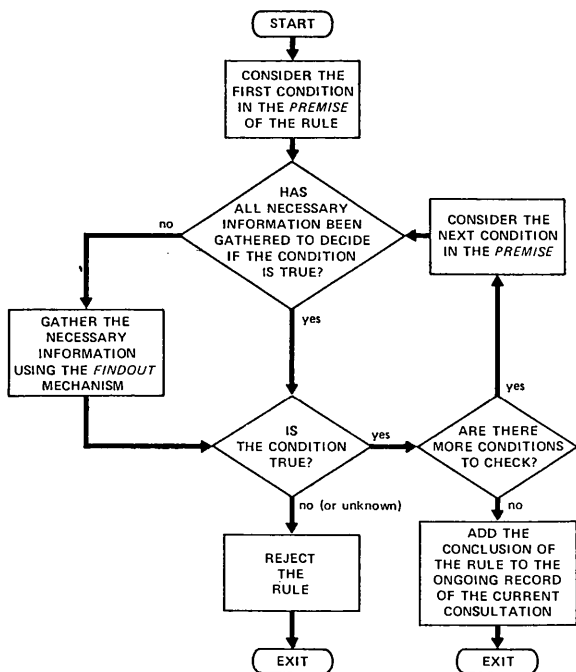 START
CONSIDER THE
FIRST CONDITION
IN THE PREMISE
OF THE RULE
HAS
ALL NECESSARY
INFORMATION BEEN
GATHERED TO DECIDE
IF THE CONDITION
IS TRUE?
no
yes
CONSIDER THE
NEXT CONDITION
IN THE PREMISE
GATHER THE
NECESSARY
INFORMATION
USING THE FINDOUT
MECHANISM
yes
IS
THE CONDITION
TRUE?
yes
ARE THERE
MORE CONDITIONS
TO CHECK?
no (or unknown)
no
REJECT
THE
RULE
ADD THE
CONCLUSION OF
THE RULE TO THE
ONGOING RECORD
OF THE CURRENT
CONSULTATION
EXIT
EXIT